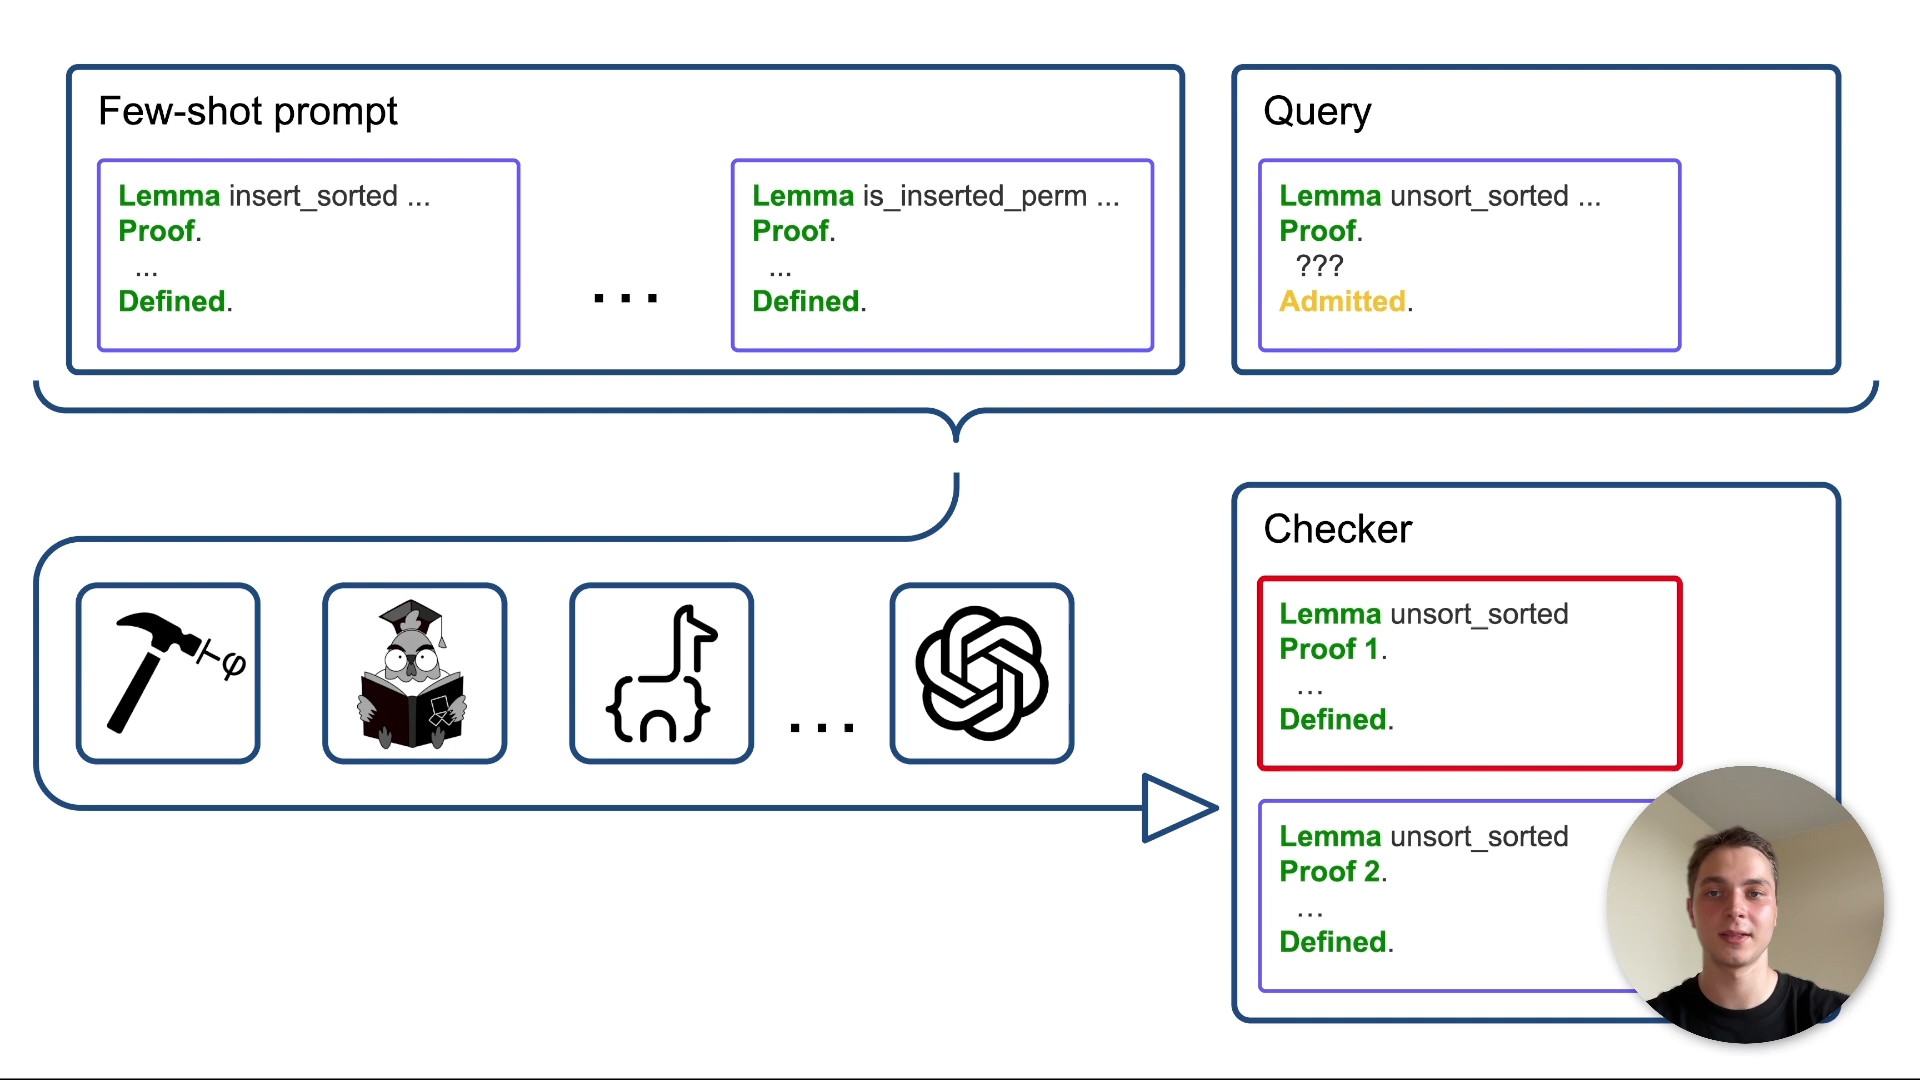 Few-shot prompt
Lemma insert_sorted ...
Proof.
...
Defined.
...
Lemma is_inserted_perm ...
Proof.
...
Defined.
Query
Lemma unsort_sorted ...
Proof.
???
Admitted.
⊢φ
...
Checker
Lemma unsort_sorted
Proof 1.
...
Defined.
Lemma unsort_sorted
Proof 2.
...
Defined.